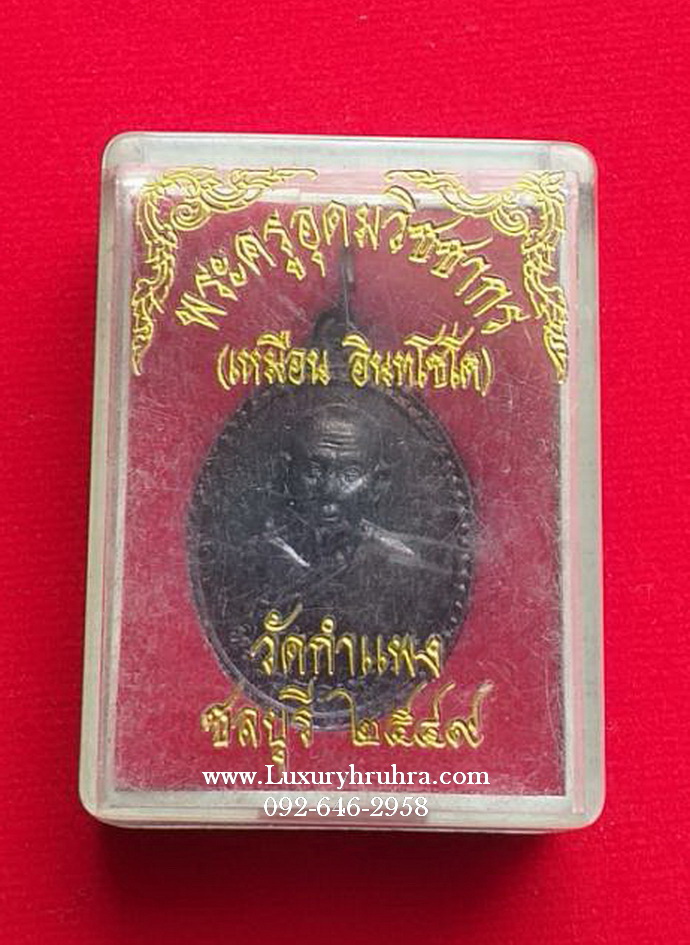 พระครูอุดมวิชชากร
(เหมือน อินทโชโต)
วัดกำแพง
ชลบุรี ๒๕๔๙
www.Luxuryhruhra.com
092-646-2958